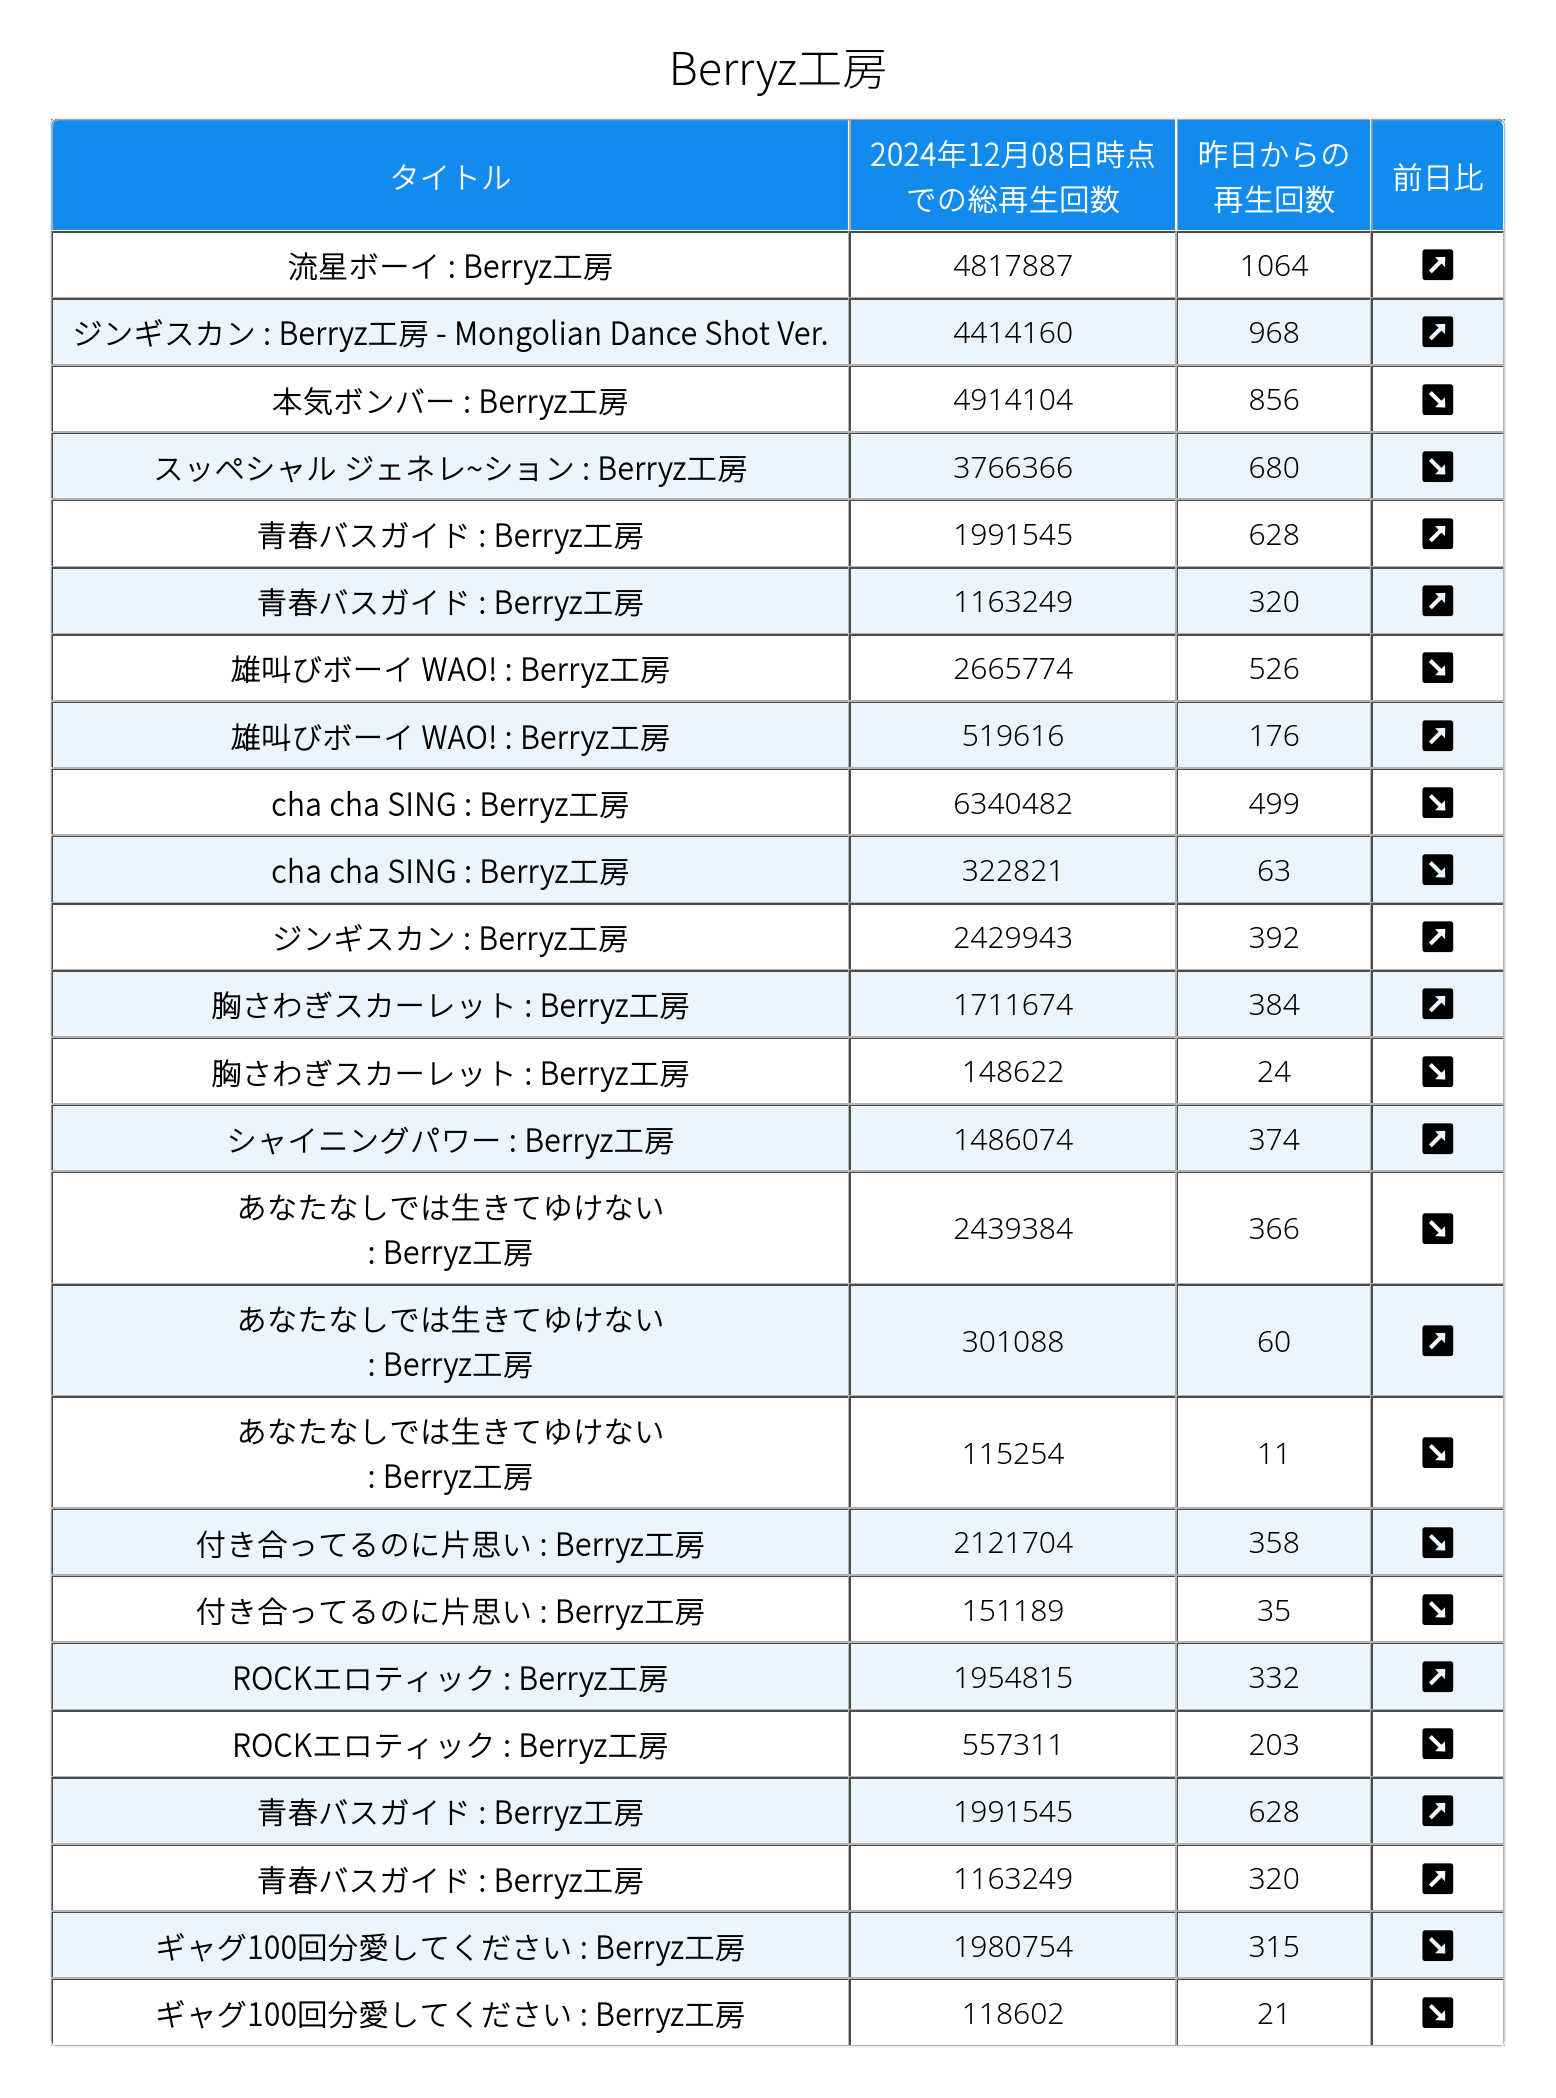 Berryz工房
タイトル 2024年12月08日時点 昨日からの 前日比
での総再生回数 再生回数
流星ボーイ : Berryz工房 4817887 1064 ↗
ジンギスカン : Berryz工房 - Mongolian Dance Shot Ver. 4414160 968 ↗
本気ボンバー : Berryz工房 4914104 856 ↘
スッペシャル ジェネレ~ション : Berryz工房 3766366 680 ↘
青春バスガイド : Berryz工房 1991545 628 ↗
青春バスガイド : Berryz工房 1163249 320 ↗
雄叫びボーイ WAO! : Berryz工房 2665774 526 ↘
雄叫びボーイ WAO! : Berryz工房 519616 176 ↗
cha cha SING : Berryz工房 6340482 499 ↘
cha cha SING : Berryz工房 322821 63 ↘
ジンギスカン : Berryz工房 2429943 392 ↗
胸さわぎスカーレット : Berryz工房 1711674 384 ↗
胸さわぎスカーレット : Berryz工房 148622 24 ↘
シャイニングパワー : Berryz工房 1486074 374 ↗
あなたなしでは生きてゆけない
: Berryz工房 2439384 366 ↘
あなたなしでは生きてゆけない
: Berryz工房 301088 60 ↗
あなたなしでは生きてゆけない
: Berryz工房 115254 11 ↘
付き合ってるのに片思い : Berryz工房 2121704 358 ↘
付き合ってるのに片思い : Berryz工房 151189 35 ↘
ROCKエロティック : Berryz工房 1954815 332 ↗
ROCKエロティック : Berryz工房 557311 203 ↘
青春バスガイド : Berryz工房 1991545 628 ↗
青春バスガイド : Berryz工房 1163249 320 ↗
ギャグ100回分愛してください : Berryz工房 1980754 315 ↘
ギャグ100回分愛してください : Berryz工房 118602 21 ↘